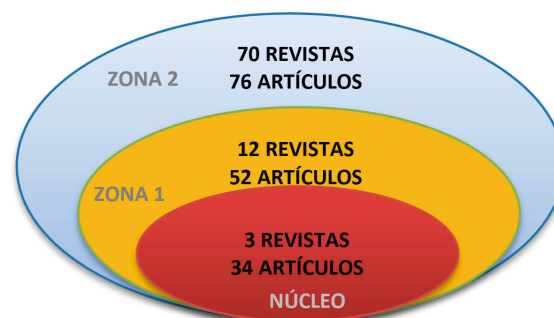 70 REVISTAS
76 ARTÍCULOS
ZONA 2
12 REVISTAS
52 ARTÍCULOS
ZONA 1
3 REVISTAS
34 ARTÍCULOS
NÚCLEO